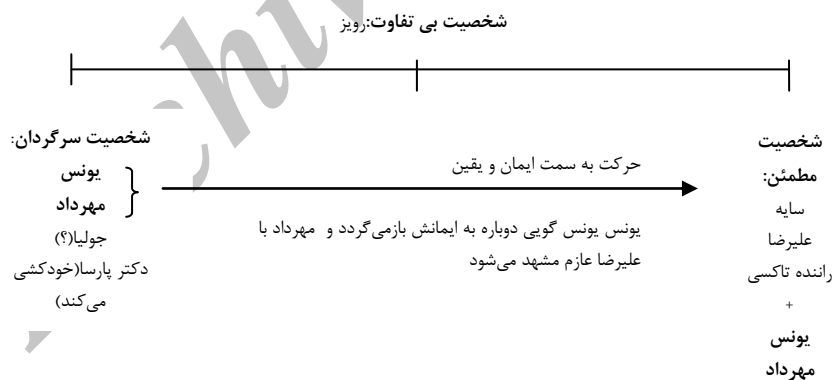 شخصیت بی تفاوت:رویز
شخصیت سرگردان:
یونس
مهرداد
جولیا(؟)
دکتر پارسا(خودکشی
می‌کند)
حرکت به سمت ایمان و یقین
یونس یونس گویی دوباره به ایمانش بازمی‌گردد و مهرداد با
علیرضا عازم مشهد می‌شود
شخصیت
مطمئن:
سایه
علیرضا
راننده تاکسی
+
یونس
مهرداد